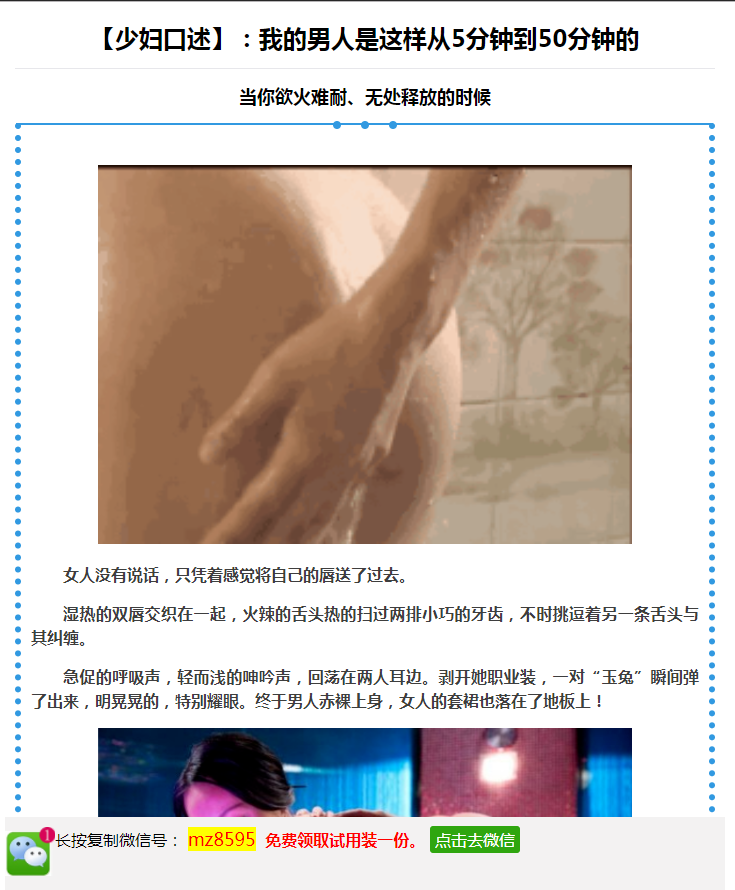 【少妇口述】：我的男人是这样从5分钟到50分钟的
当你欲火难耐、无处释放的时候
女人没有说话，只凭着感觉将自己的唇送了过去。
湿热的双唇交织在一起，火辣的舌头热的扫过两排小巧的牙齿，不时挑逗着另一条舌头与
其纠缠。
急促的呼吸声，轻而浅的呻吟声，回荡在两人耳边。剥开她职业装，一对“玉兔”瞬间弹
了出来，明晃晃的，特别耀眼。终于男人赤裸上身，女人的套裙也落在了地板上！
1
长按复制微信号： mz8595 免费领取试用装一份。 点击去微信